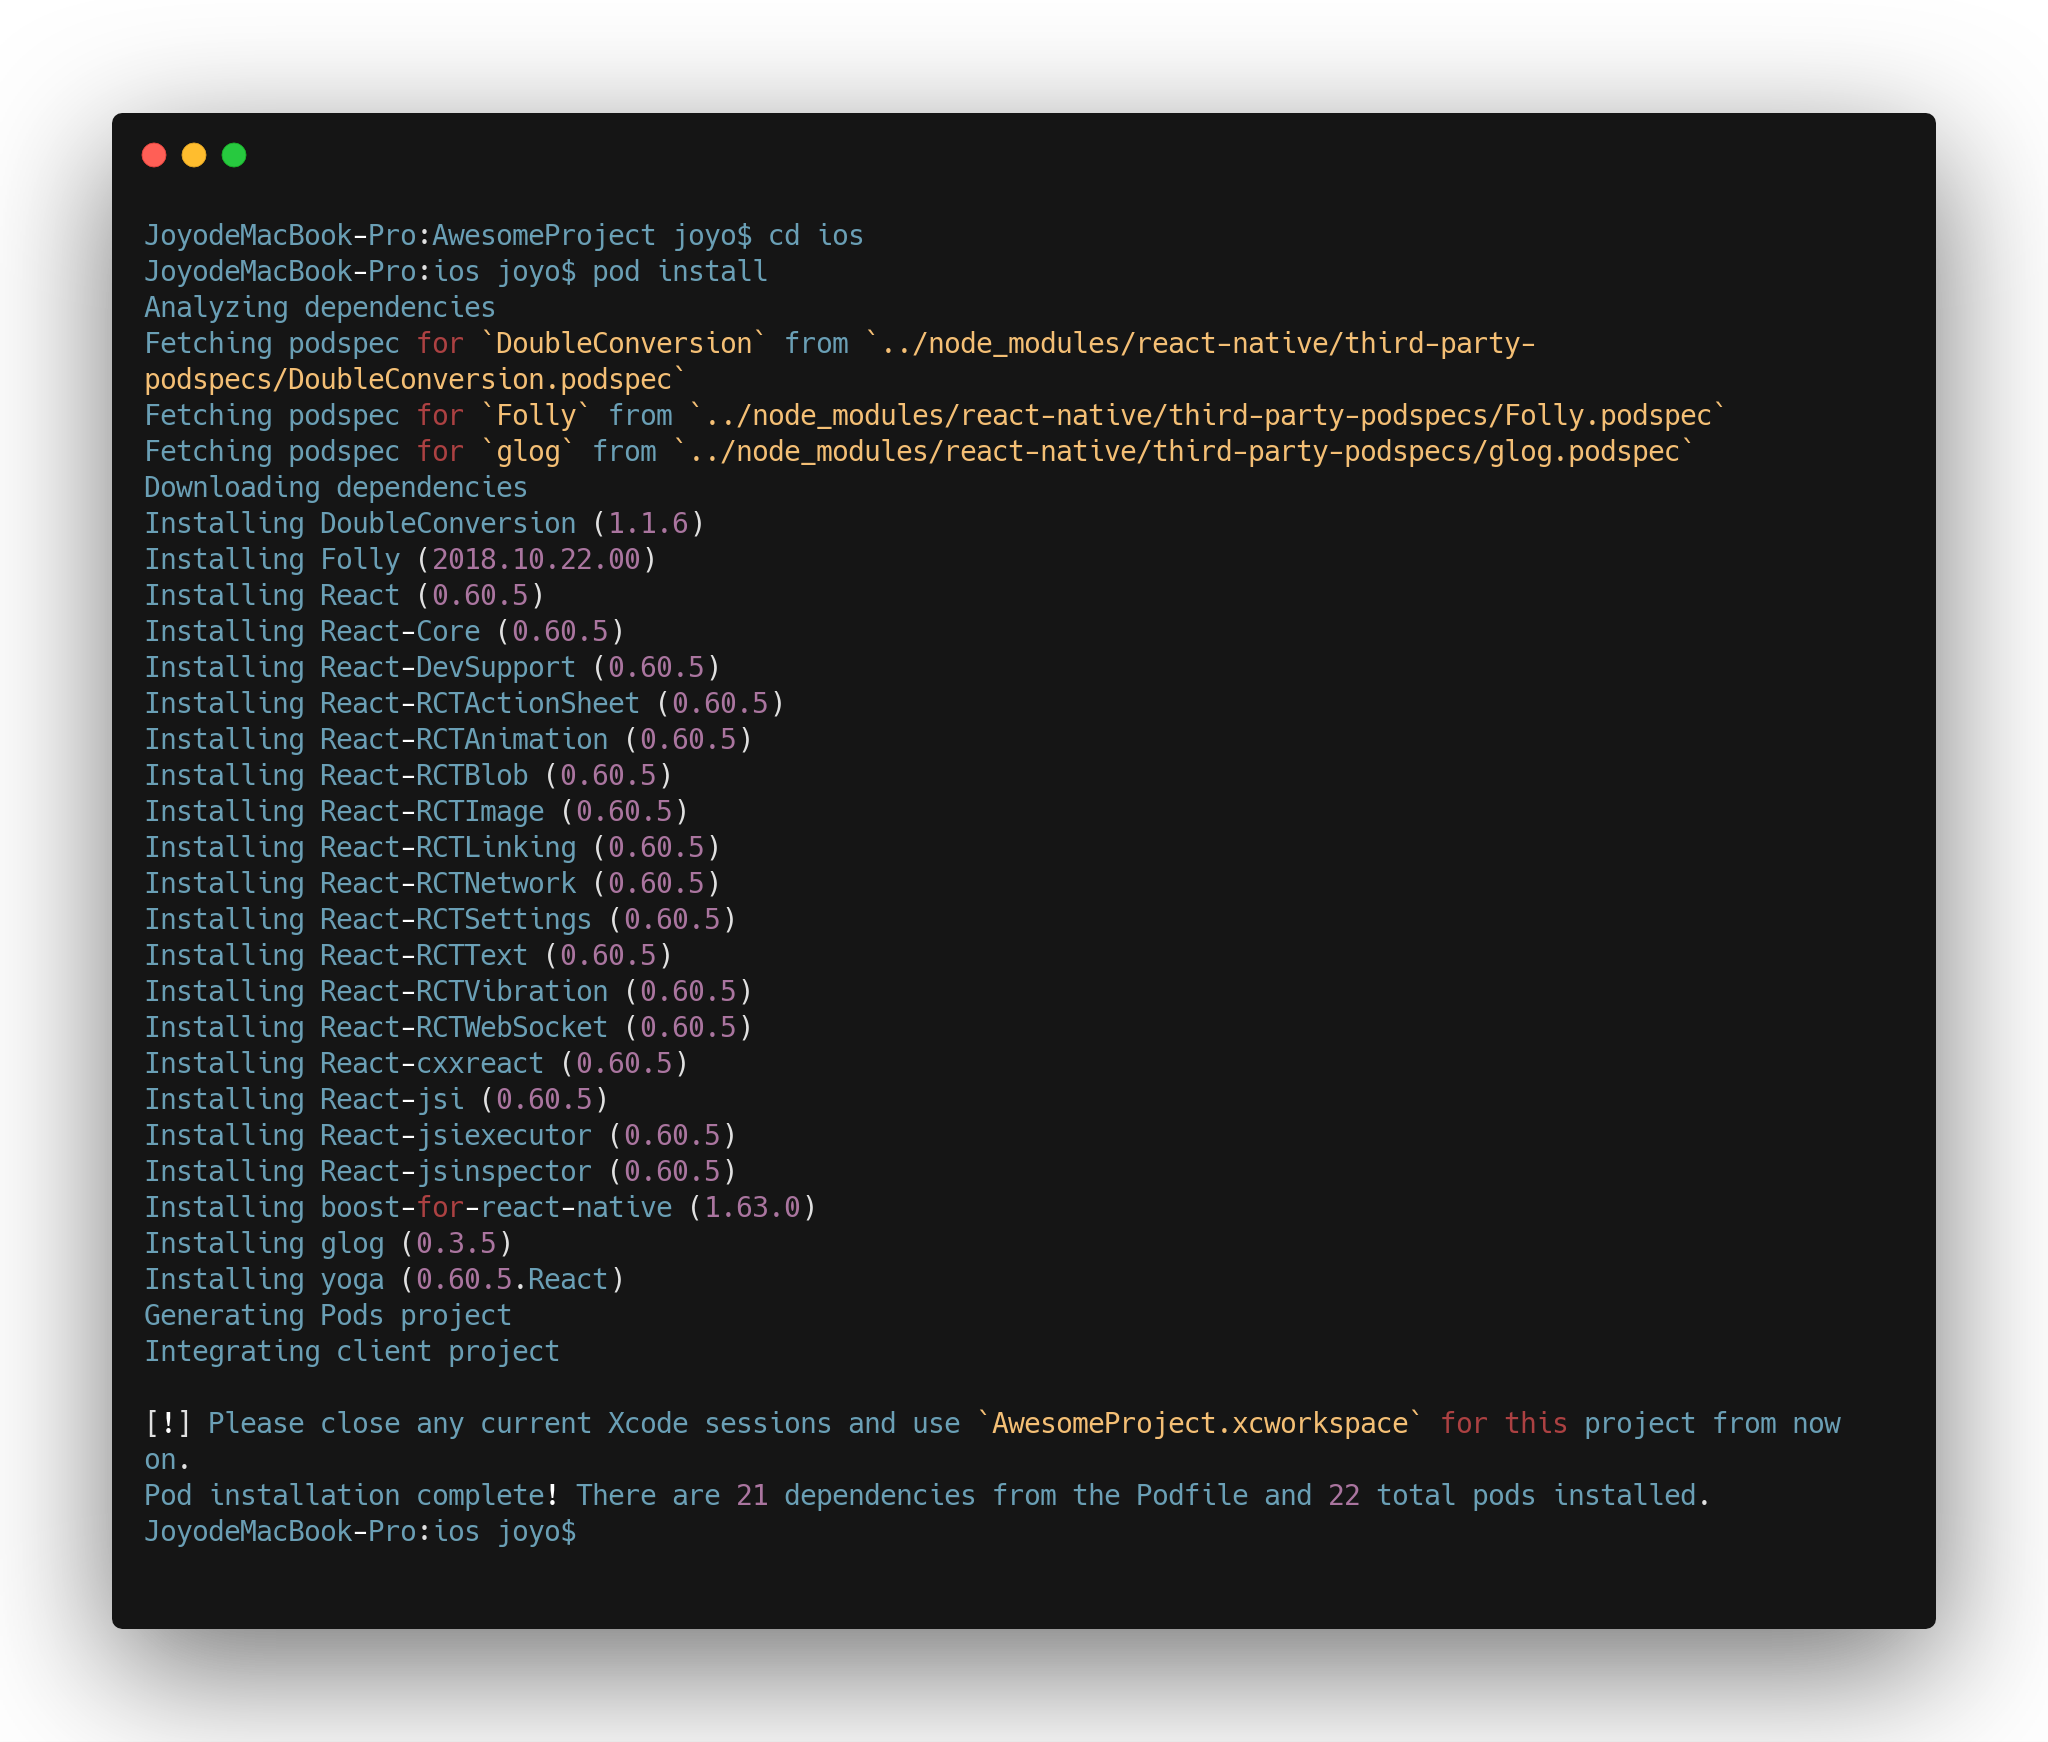 JoyodeMacBook-Pro:AwesomeProject joyo$ cd ios
JoyodeMacBook-Pro:ios joyo$ pod install
Analyzing dependencies
Fetching podspec for `DoubleConversion` from `../node_modules/react-native/third-party-
podspecs/DoubleConversion.podspec`
Fetching podspec for `Folly` from `../node_modules/react-native/third-party-podspecs/Folly.podspec`
Fetching podspec for `glog` from `../node_modules/react-native/third-party-podspecs/glog.podspec`
Downloading dependencies
Installing DoubleConversion (1.1.6)
Installing Folly (2018.10.22.00)
Installing React (0.60.5)
Installing React-Core (0.60.5)
Installing React-DevSupport (0.60.5)
Installing React-RCTActionSheet (0.60.5)
Installing React-RCTAnimation (0.60.5)
Installing React-RCTBlob (0.60.5)
Installing React-RCTImage (0.60.5)
Installing React-RCTLinking (0.60.5)
Installing React-RCTNetwork (0.60.5)
Installing React-RCTSettings (0.60.5)
Installing React-RCTText (0.60.5)
Installing React-RCTVibration (0.60.5)
Installing React-RCTWebSocket (0.60.5)
Installing React-cxxreact (0.60.5)
Installing React-jsi (0.60.5)
Installing React-jsiexecutor (0.60.5)
Installing React-jsinspector (0.60.5)
Installing boost-for-react-native (1.63.0)
Installing glog (0.3.5)
Installing yoga (0.60.5.React)
Generating Pods project
Integrating client project
[!] Please close any current Xcode sessions and use `AwesomeProject.xcworkspace` for this project from now
on.
Pod installation complete! There are 21 dependencies from the Podfile and 22 total pods installed.
JoyodeMacBook-Pro:ios joyo$